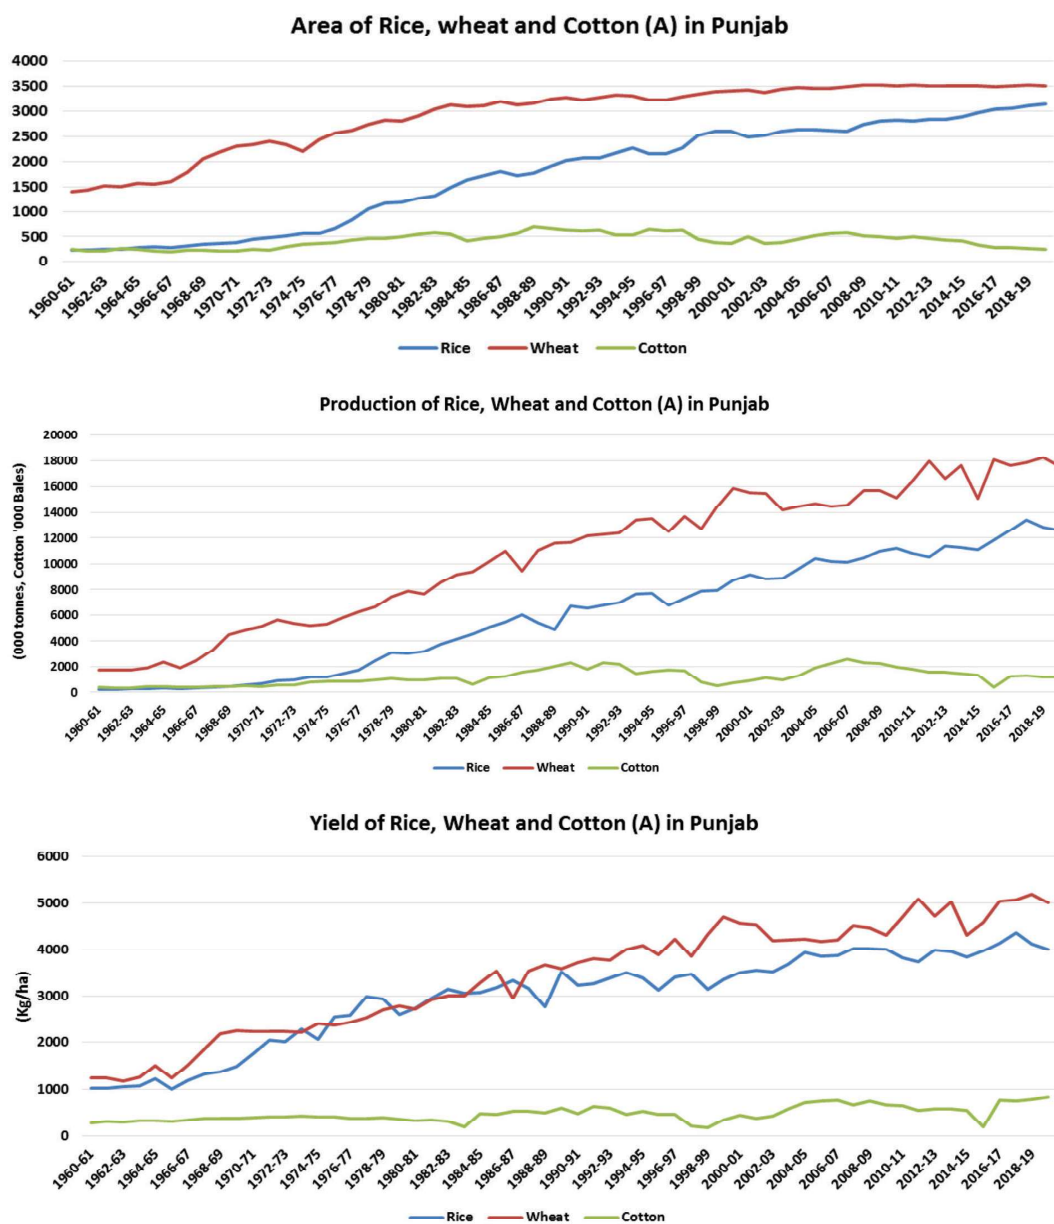 Area of Rice, wheat and Cotton (A) in Punjab
4000
3500
3000
2500
2000
1500
1000
500
0
1960-61 1962-63 1964-65 1966-67 1968-69 1970-71 1972-73 1974-75 1976-77 1978-79 1980-81 1982-83 1984-85 1986-87 1988-89 1990-91 1992-93 1994-95 1996-97 1998-99 2000-01 2002-03 2004-05 2006-07 2008-09 2010-11 2012-13 2014-15 2016-17 2018-19
Rice Wheat Cotton
Production of Rice, Wheat and Cotton (A) in Punjab
(000 tonnes, Cotton '000 Bales)
20000
18000
16000
14000
12000
10000
8000
6000
4000
2000
0
1960-61 1962-63 1964-65 1966-67 1968-69 1970-71 1972-73 1974-75 1976-77 1978-79 1980-81 1982-83 1984-85 1986-87 1988-89 1990-91 1992-93 1994-95 1996-97 1998-99 2000-01 2002-03 2004-05 2006-07 2008-09 2010-11 2012-13 2014-15 2016-17 2018-19
Rice Wheat Cotton
Yield of Rice, Wheat and Cotton (A) in Punjab
(Kg/ha)
6000
5000
4000
3000
2000
1000
0
1960-61 1962-63 1964-65 1966-67 1968-69 1970-71 1972-73 1974-75 1976-77 1978-79 1980-81 1982-83 1984-85 1986-87 1988-89 1990-91 1992-93 1994-95 1996-97 1998-99 2000-01 2002-03 2004-05 2006-07 2008-09 2010-11 2012-13 2014-15 2016-17 2018-19
Rice Wheat Cotton